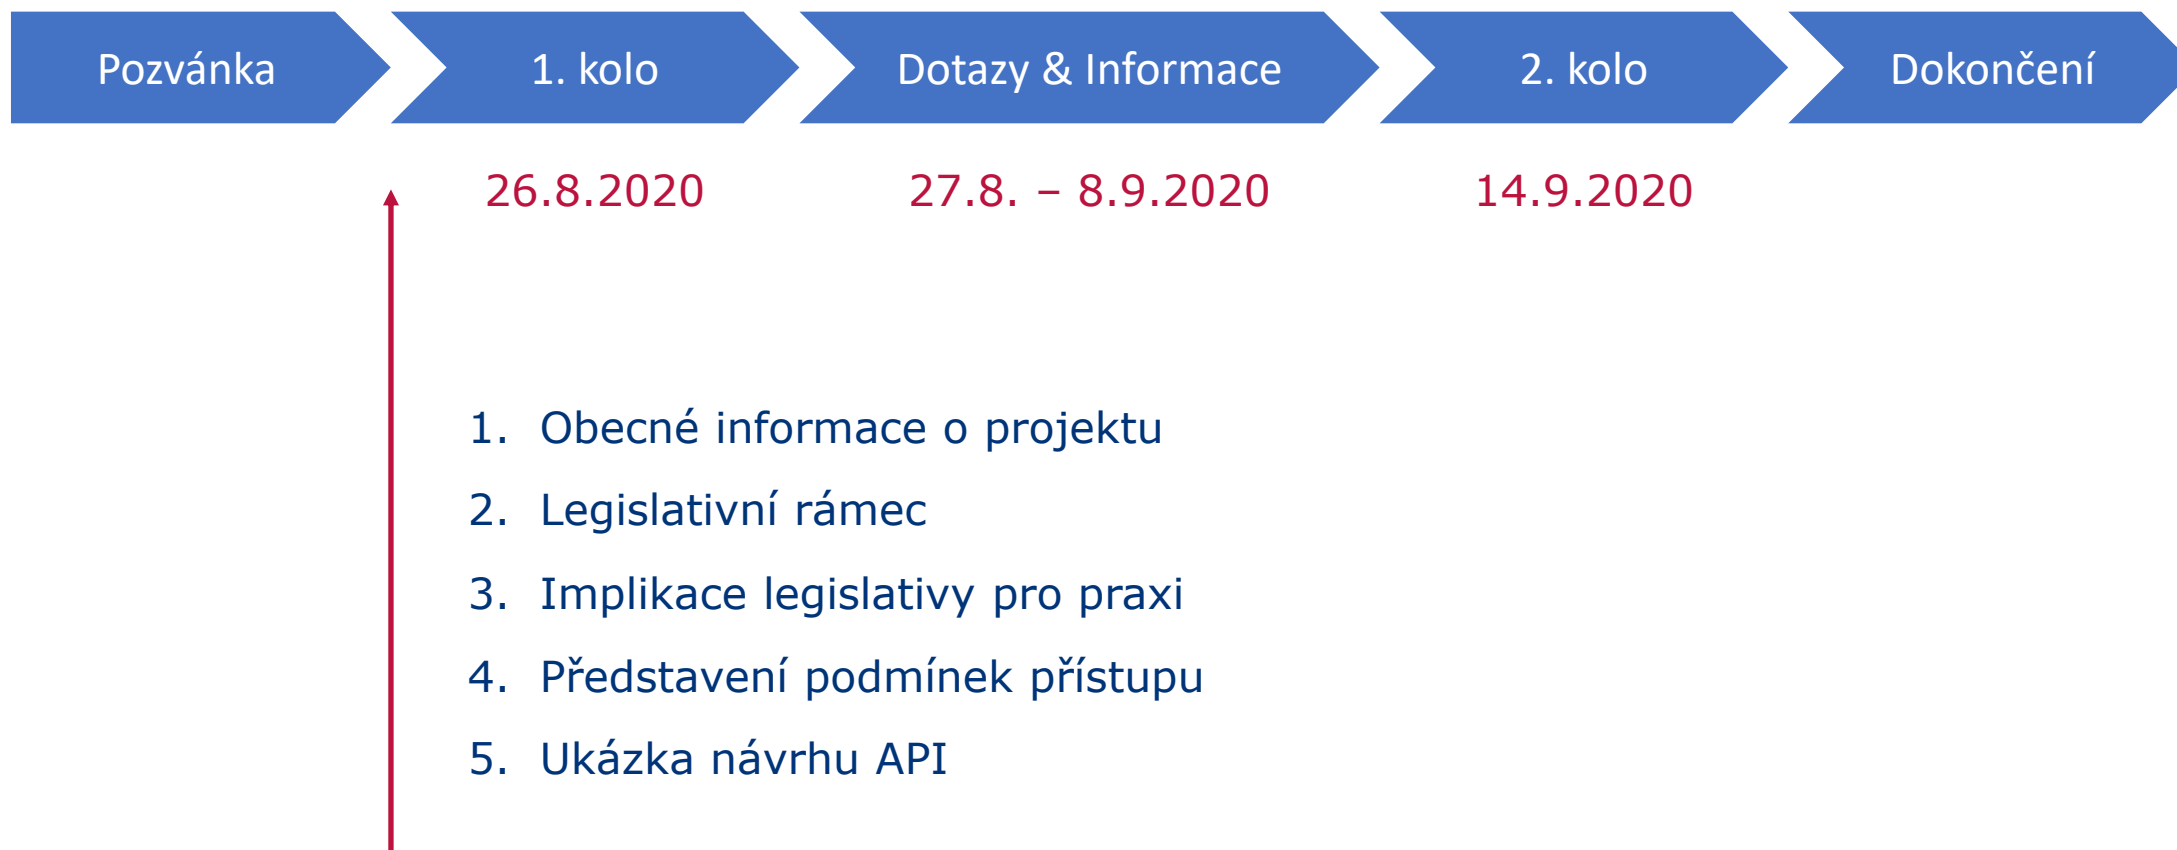 Pozvánka
1. kolo
Dotazy & Informace
2. kolo
Dokončení
26.8.2020
27.8. – 8.9.2020
14.9.2020
1. Obecné informace o projektu
2. Legislativní rámec
3. Implikace legislativy pro praxi
4. Představení podmínek přístupu
5. Ukázka návrhu API